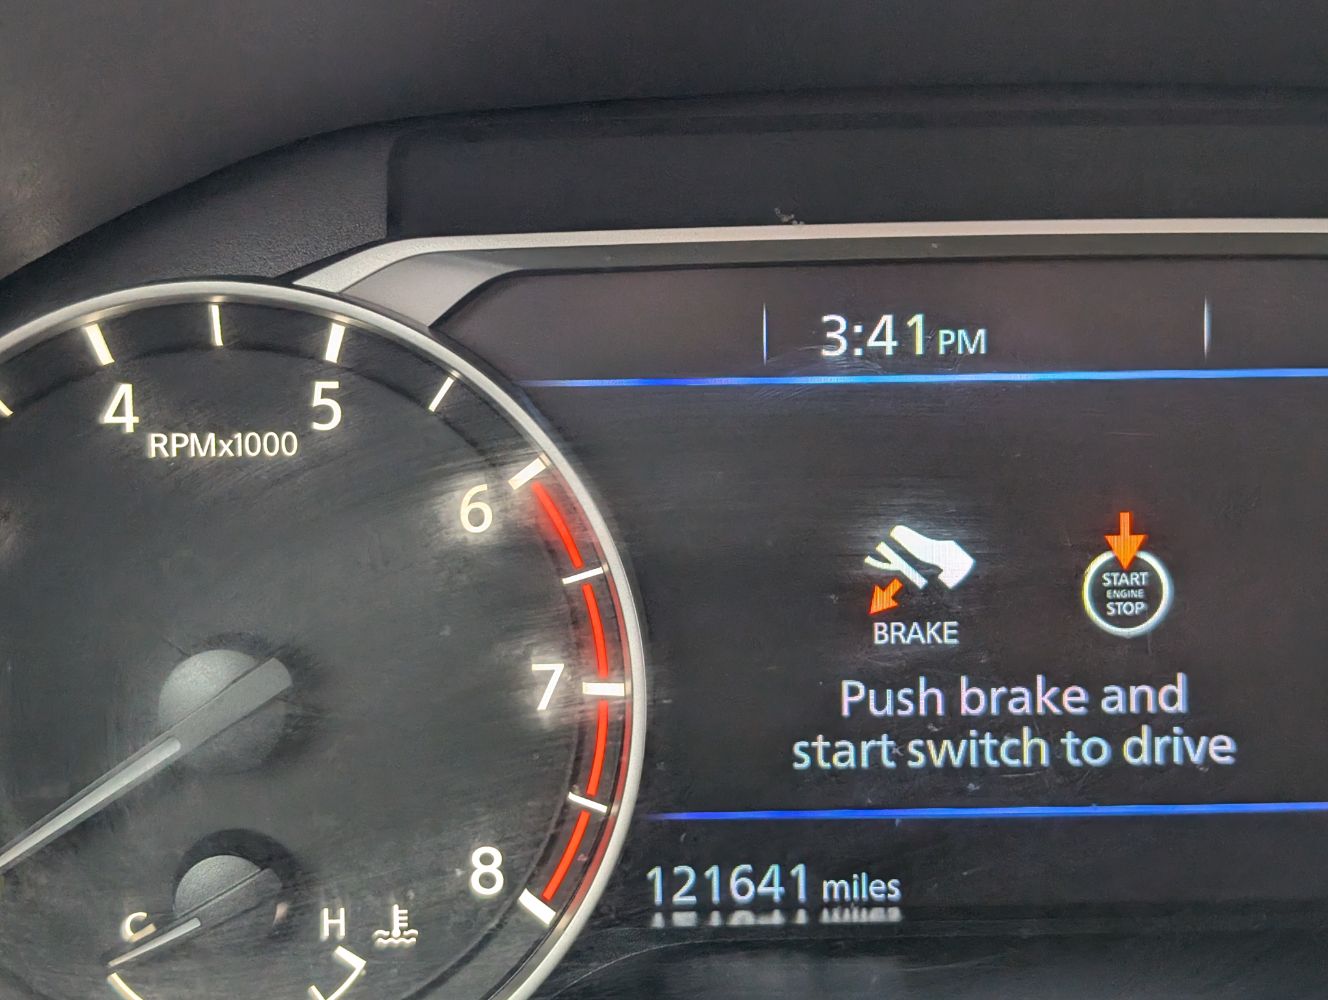 3:41 PM
4
5
RPMx1000
6
7
8
C
H
BRAKE
START
ENGINE
STOP
Push brake and
start switch to drive
121641 miles